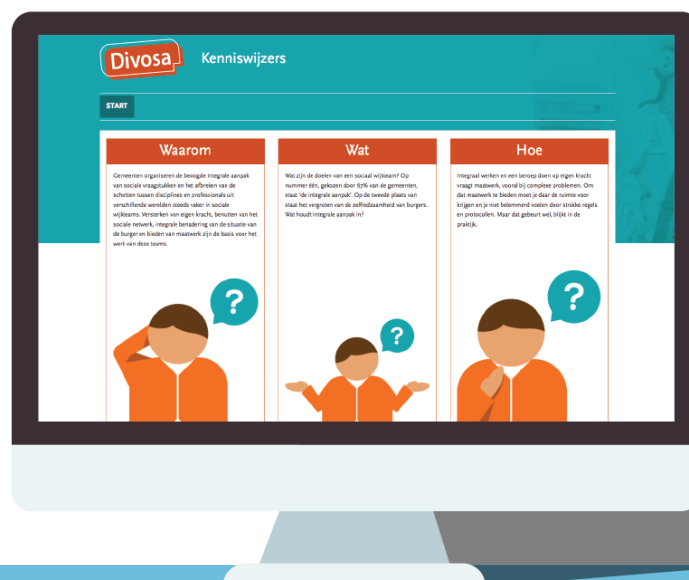 Divosa
Kenniswijzers
START
Waarom
Gemeenten organiseren de beoogde integrale aanpak
van sociale vraagstukken en het afbreken van de
schotten tussen disciplines en professionals uit
verschillende werelden steeds vaker in sociale
wijkteams. Versterken van eigen kracht, benutten van het
sociale netwerk, integrale benadering van de situatie van
de burger en bieden van maatwerk zijn de basis voor het
werk van deze teams.
?
Wat
Wat zijn de doelen van een sociaal wijkteam? Op
nummer één, gekozen door 67% van de gemeenten,
staat 'de integrale aanpak'. Op de tweede plaats van
staat het vergroten van de zelfredzaamheid van burgers.
Wat houdt integrale aanpak in?
?
Hoe
Integraal werken en een beroep doen op eigen kracht
vraagt maatwerk, vooral bij complexe problemen. Om
dat maatwerk te bieden moet je daar de ruimte voor
krijgen en je niet belemmerd voelen door strakke regels
en protocollen. Maar dat gebeurt wel, blijkt in de
praktijk.
?